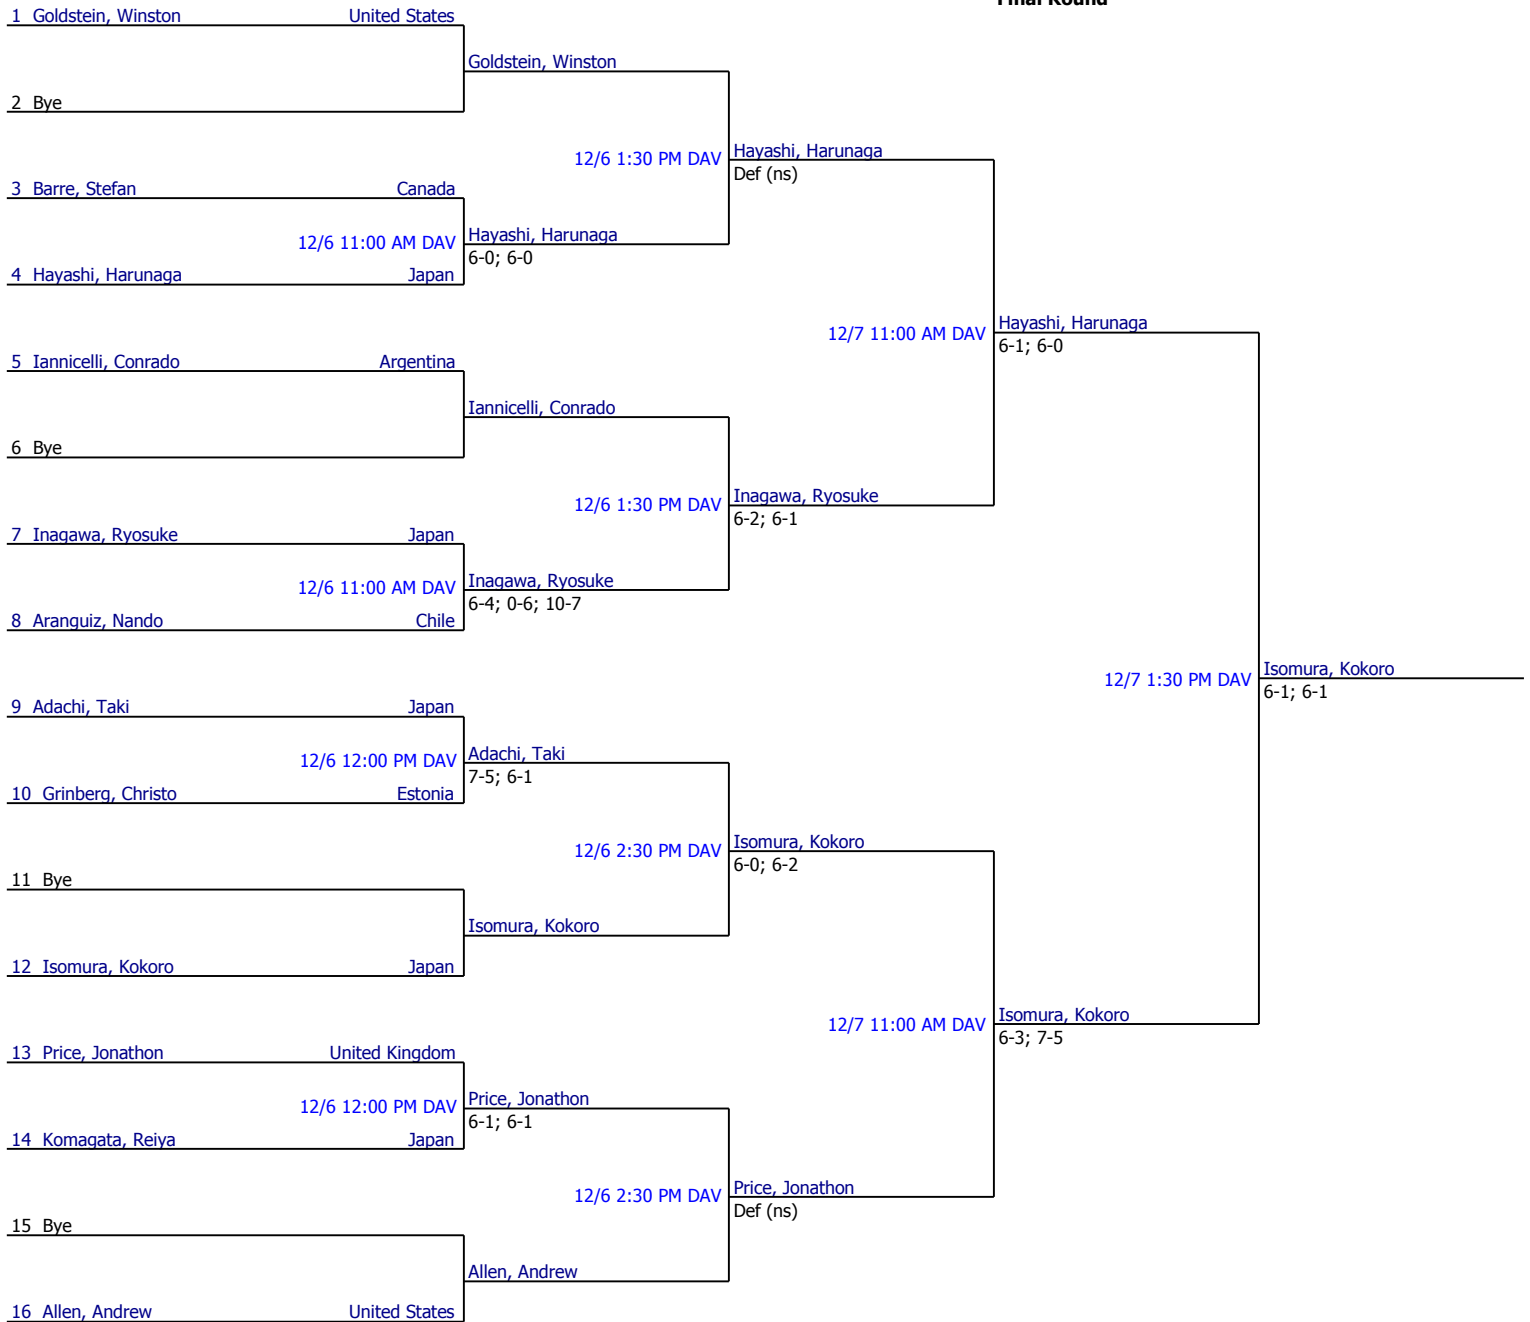 Final Round
1 Goldstein, Winston United States
Goldstein, Winston
2 Bye
12/6 1:30 PM DAV Hayashi, Harunaga
Def (ns)
3 Barre, Stefan Canada
12/6 11:00 AM DAV Hayashi, Harunaga
6-0; 6-0
4 Hayashi, Harunaga Japan
12/7 11:00 AM DAV Hayashi, Harunaga
6-1; 6-0
5 Iannicelli, Conrado Argentina
Iannicelli, Conrado
6 Bye
12/6 1:30 PM DAV Inagawa, Ryosuke
6-2; 6-1
7 Inagawa, Ryosuke Japan
12/6 11:00 AM DAV Inagawa, Ryosuke
6-4; 0-6; 10-7
8 Aranguiz, Nando Chile
12/7 1:30 PM DAV Isomura, Kokoro
6-1; 6-1
9 Adachi, Taki Japan
12/6 12:00 PM DAV Adachi, Taki
7-5; 6-1
10 Grinberg, Christo Estonia
12/6 2:30 PM DAV Isomura, Kokoro
6-0; 6-2
11 Bye
Isomura, Kokoro
12 Isomura, Kokoro Japan
12/7 11:00 AM DAV Isomura, Kokoro
6-3; 7-5
13 Price, Jonathon United Kingdom
12/6 12:00 PM DAV Price, Jonathon
6-1; 6-1
14 Komagata, Reiya Japan
12/6 2:30 PM DAV Price, Jonathon
Def (ns)
15 Bye
Allen, Andrew
16 Allen, Andrew United States